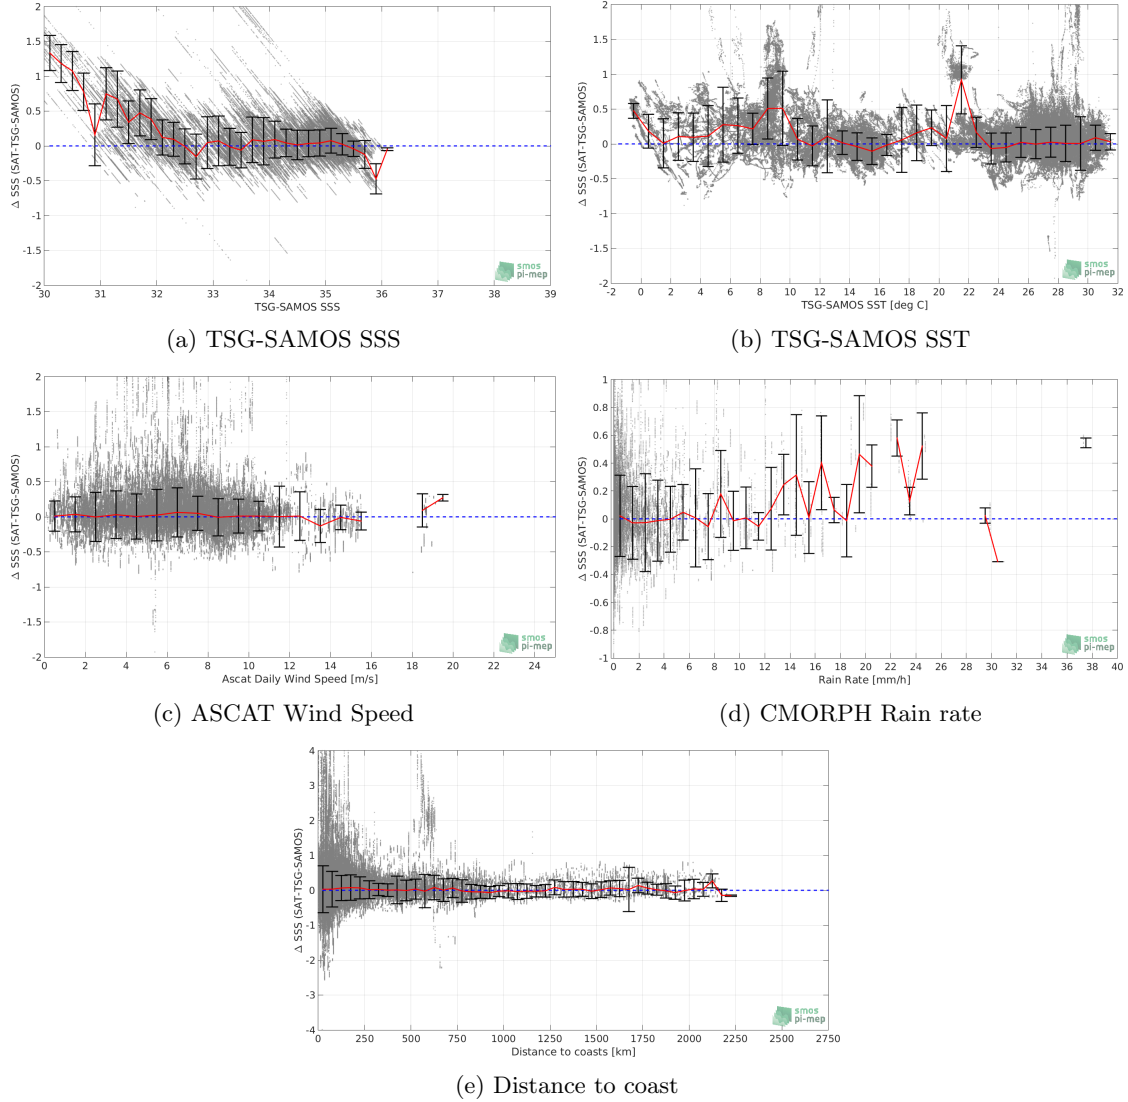 2
1.5
1
0.5
0
-0.5
-1
-1.5
-2
Δ SSS (SAT-TSG-SAMOS)
30 31 32 33 34 35 36 37 38 39
TSG-SAMOS SSS
smos
pi-mep
(a) TSG-SAMOS SSS
2
1.5
1
0.5
0
-0.5
-1
-1.5
-2
Δ SSS (SAT-TSG-SAMOS)
-2 0 2 4 6 8 10 12 14 16 18 20 22 24 26 28 30 32
TSG-SAMOS SST [deg C]
smos
pi-mep
(b) TSG-SAMOS SST
2
1.5
1
0.5
0
-0.5
-1
-1.5
-2
Δ SSS (SAT-TSG-SAMOS)
0 2 4 6 8 10 12 14 16 18 20 22 24
Ascat Daily Wind Speed [m/s]
smos
pi-mep
(c) ASCAT Wind Speed
1
0.8
0.6
0.4
0.2
0
-0.2
-0.4
-0.6
-0.8
-1
Δ SSS (SAT-TSG-SAMOS)
0 2 4 6 8 10 12 14 16 18 20 22 24 26 28 30 32 34 36 38 40
Rain Rate [mm/h]
smos
pi-mep
(d) CMORPH Rain rate
4
3
2
1
0
-1
-2
-3
-4
Δ SSS (SAT-TSG-SAMOS)
0 250 500 750 1000 1250 1500 1750 2000 2250 2500 2750
Distance to coasts [km]
smos
pi-mep
(e) Distance to coast